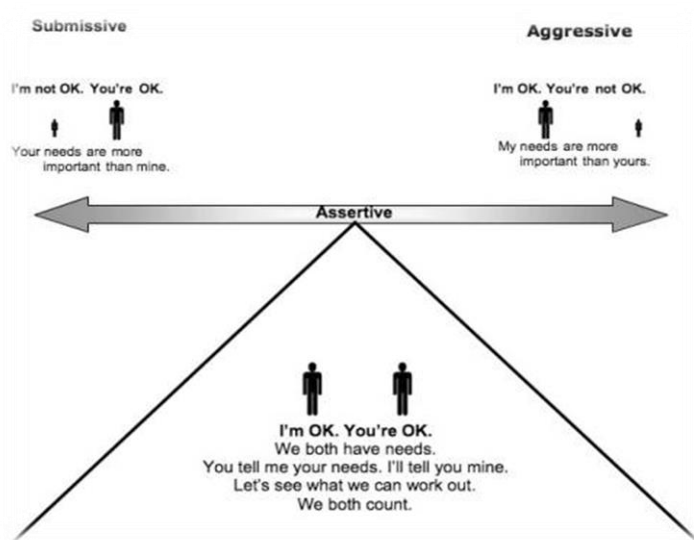 Submissive
Aggressive
I'm not OK. You're OK.
I'm OK. You're not OK.
Your needs are more
important than mine.
My needs are more
important than yours.
Assertive
I'm OK. You're OK.
We both have needs.
You tell me your needs. I'll tell you mine.
Let's see what we can work out.
We both count.